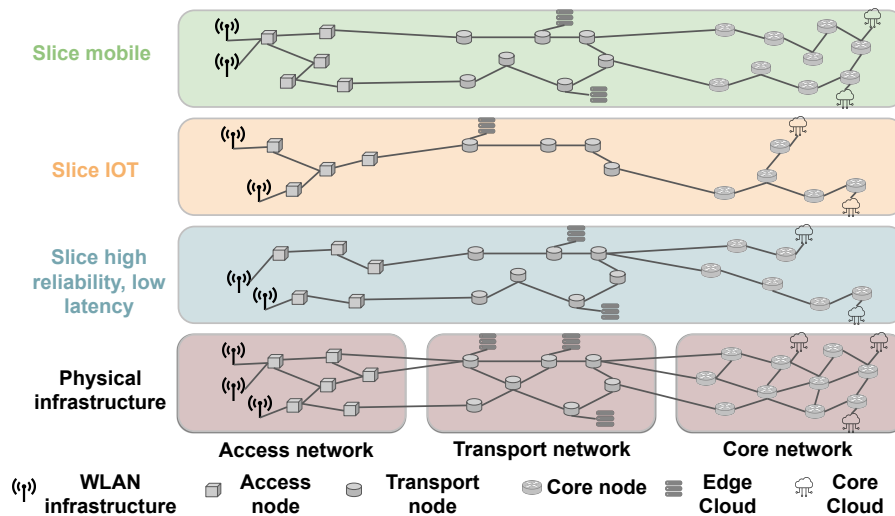 Slice mobile
Slice IOT
Slice high
reliability, low
latency
Physical
infrastructure
Access network
Transport network
Core network
WLAN
infrastructure
Access
node
Transport
node
Core node
Edge
Cloud
Core
Cloud